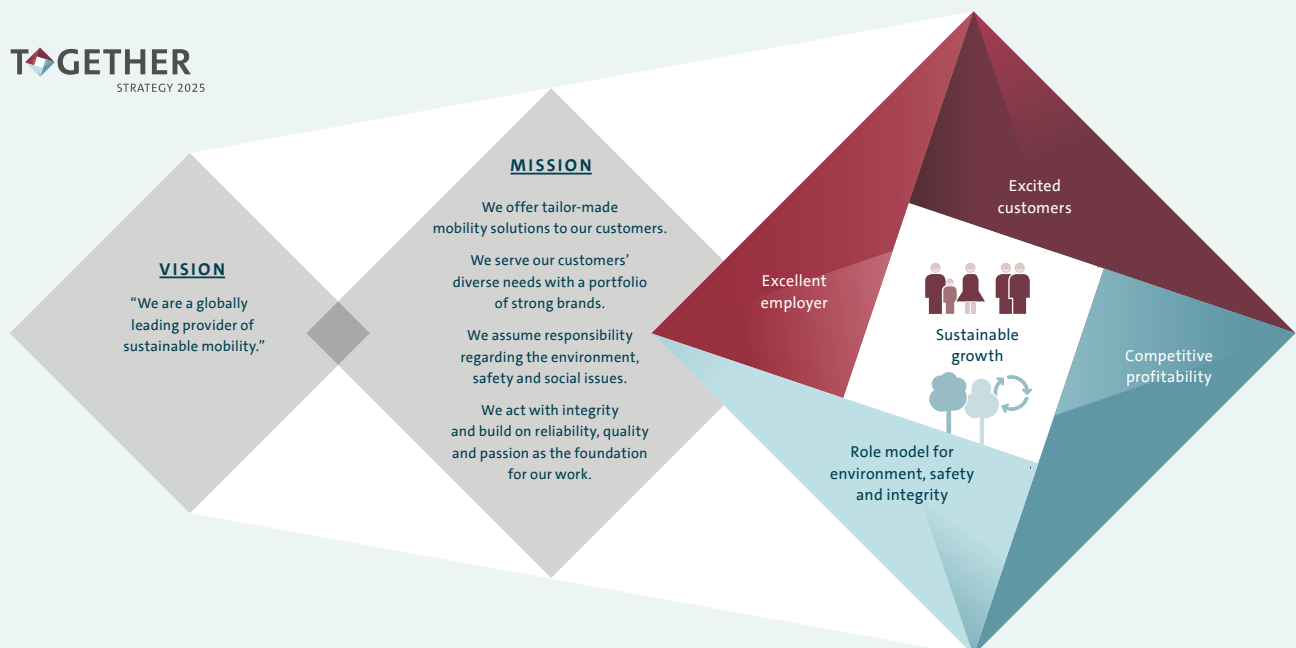 TOGETHER
STRATEGY 2025
VISION
“We are a globally
leading provider of
sustainable mobility.”
MISSION
We offer tailor-made
mobility solutions to our customers.
We serve our customers’
diverse needs with a portfolio
of strong brands.
We assume responsibility
regarding the environment,
safety and social issues.
We act with integrity
and build on reliability, quality
and passion as the foundation
for our work.
Excellent
employer
Excited
customers
Sustainable
growth
Competitive
profitability
Role model for
environment, safety
and integrity